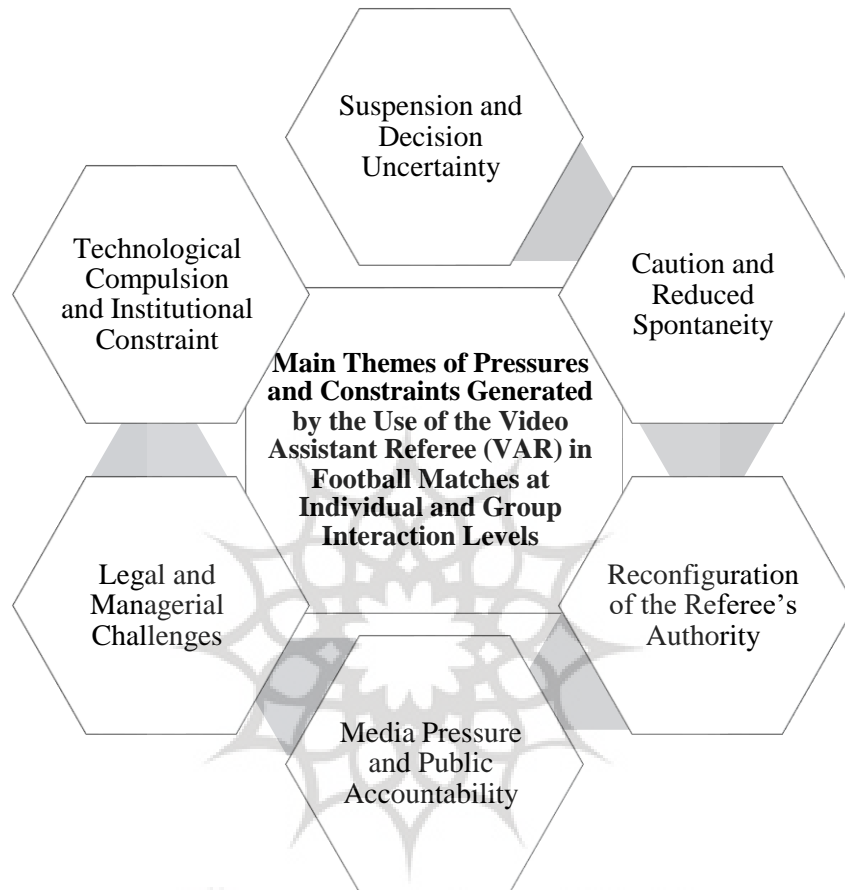 Suspension and
Decision
Uncertainty
Technological
Compulsion
and Institutional
Constraint
Caution and
Reduced
Spontaneity
Main Themes of Pressures
and Constraints Generated
by the Use of the Video
Assistant Referee (VAR) in
Football Matches at
Individual and Group
Interaction Levels
Legal and
Managerial
Challenges
Reconfiguration
of the Referee’s
Authority
Media Pressure
and Public
Accountability